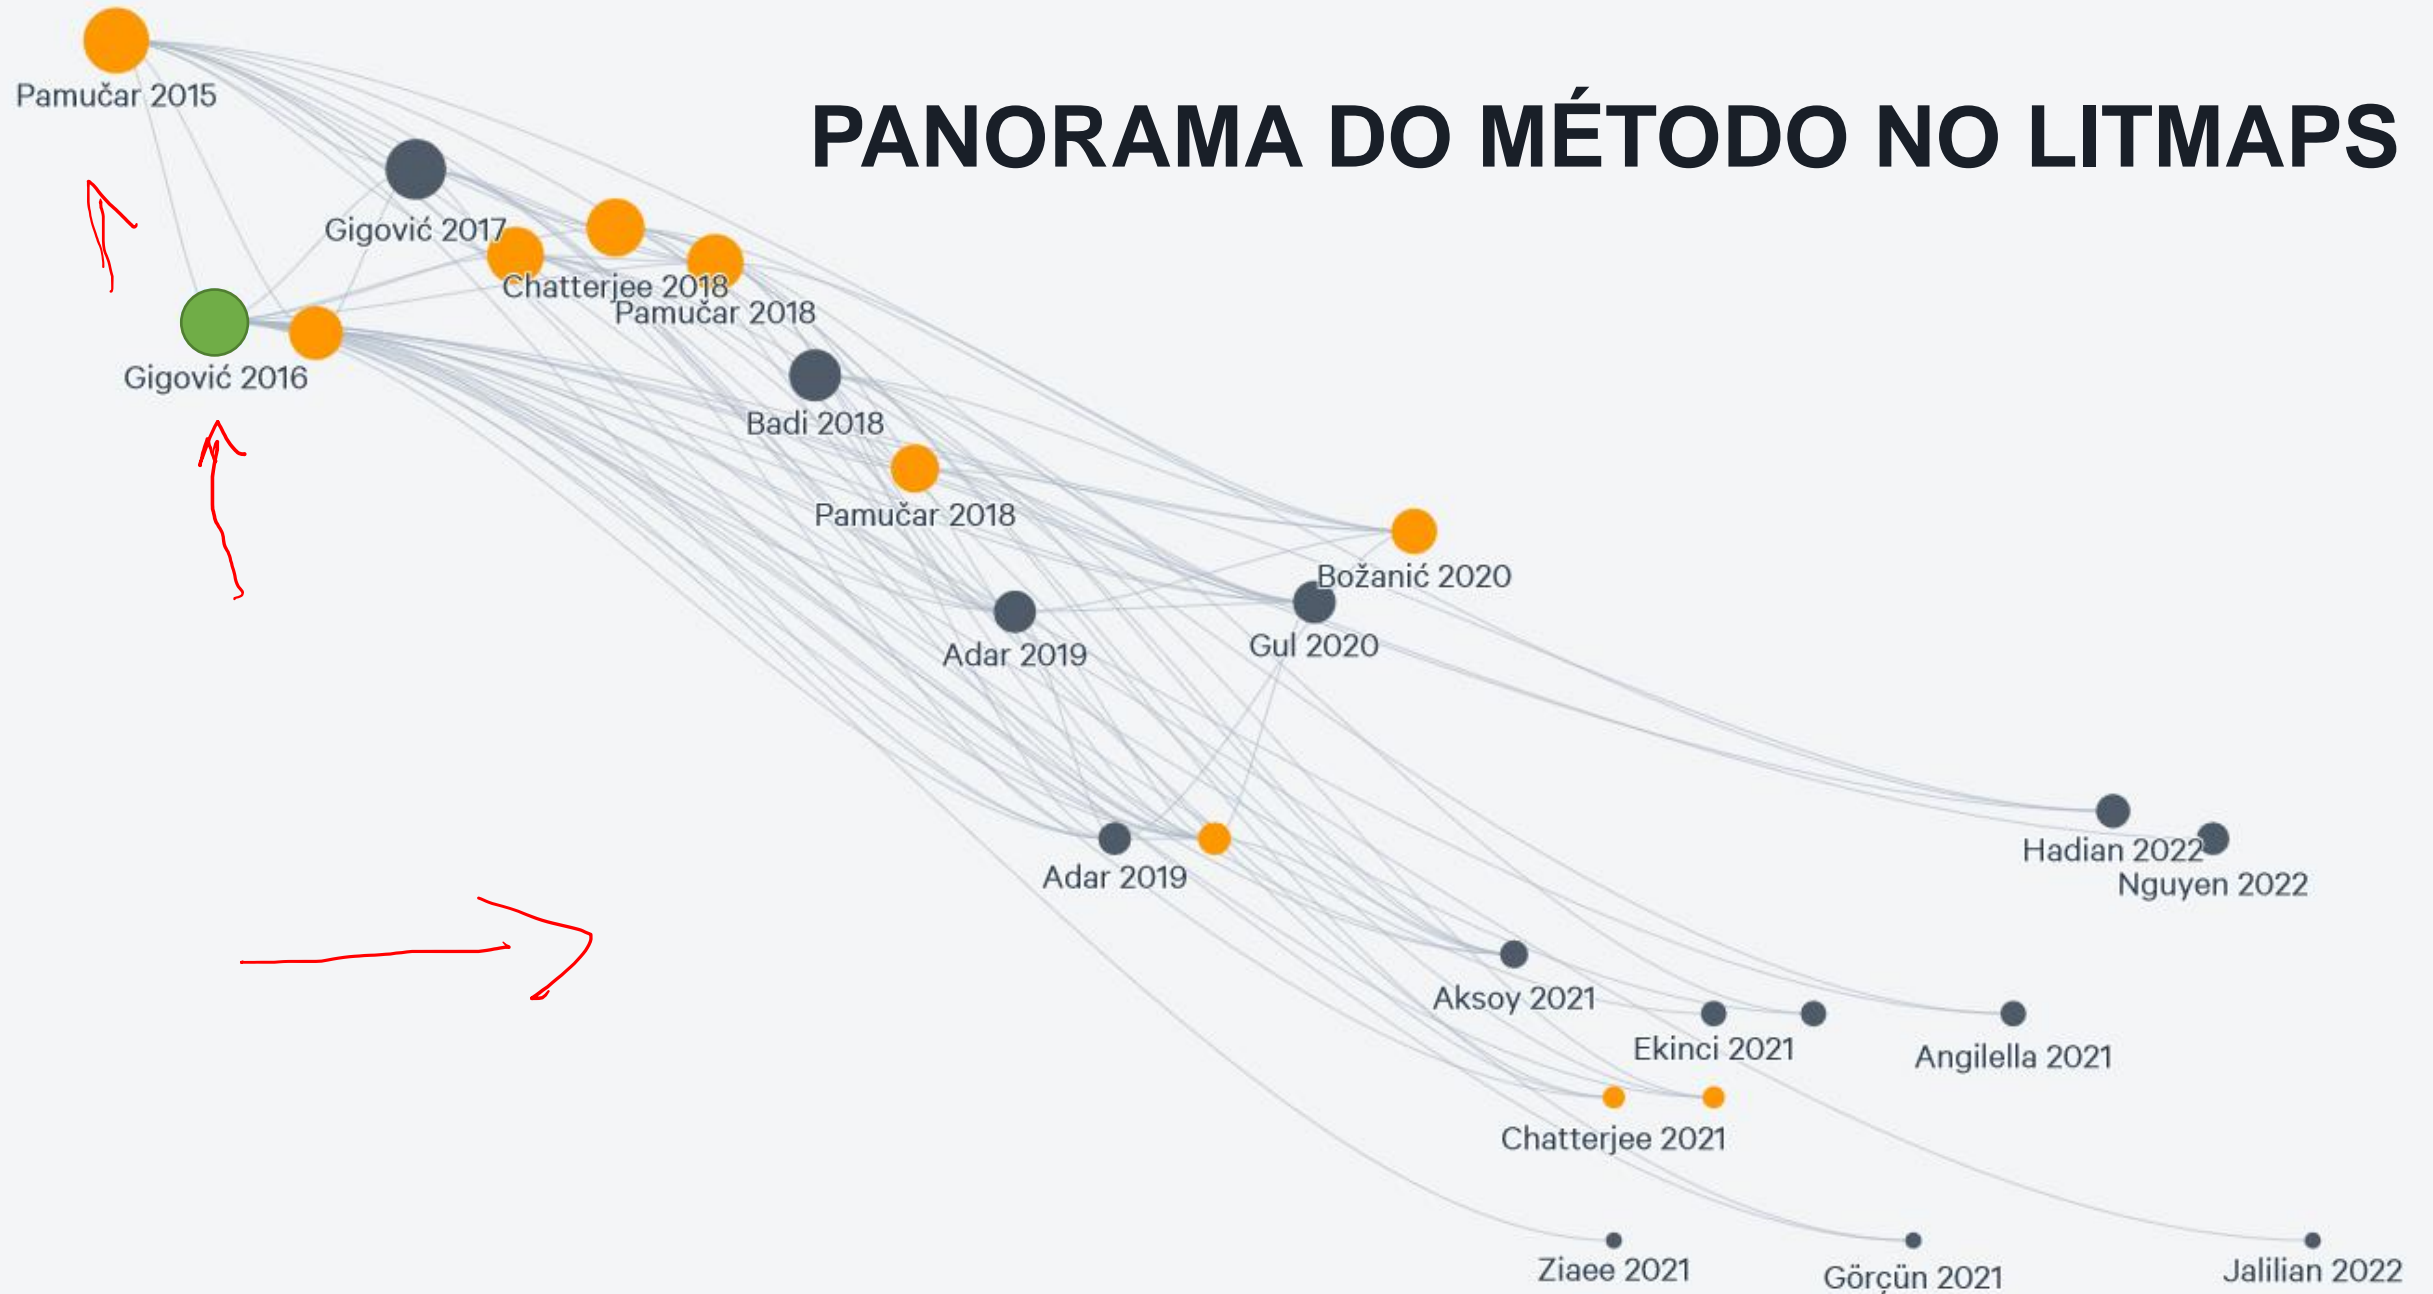 Pamučar 2015
PANORAMA DO MÉTODO NO LITMAPS
Gigović 2017
Chatterjee 2018
Pamučar 2018
Gigović 2016
Badi 2018
Pamučar 2018
Božanić 2020
Gul 2020
Adar 2019
Adar 2019
Hadian 2022
Nguyen 2022
Aksoy 2021
Ekinci 2021
Angilella 2021
Chatterjee 2021
Ziaee 2021
Görçün 2021
Jalilian 2022